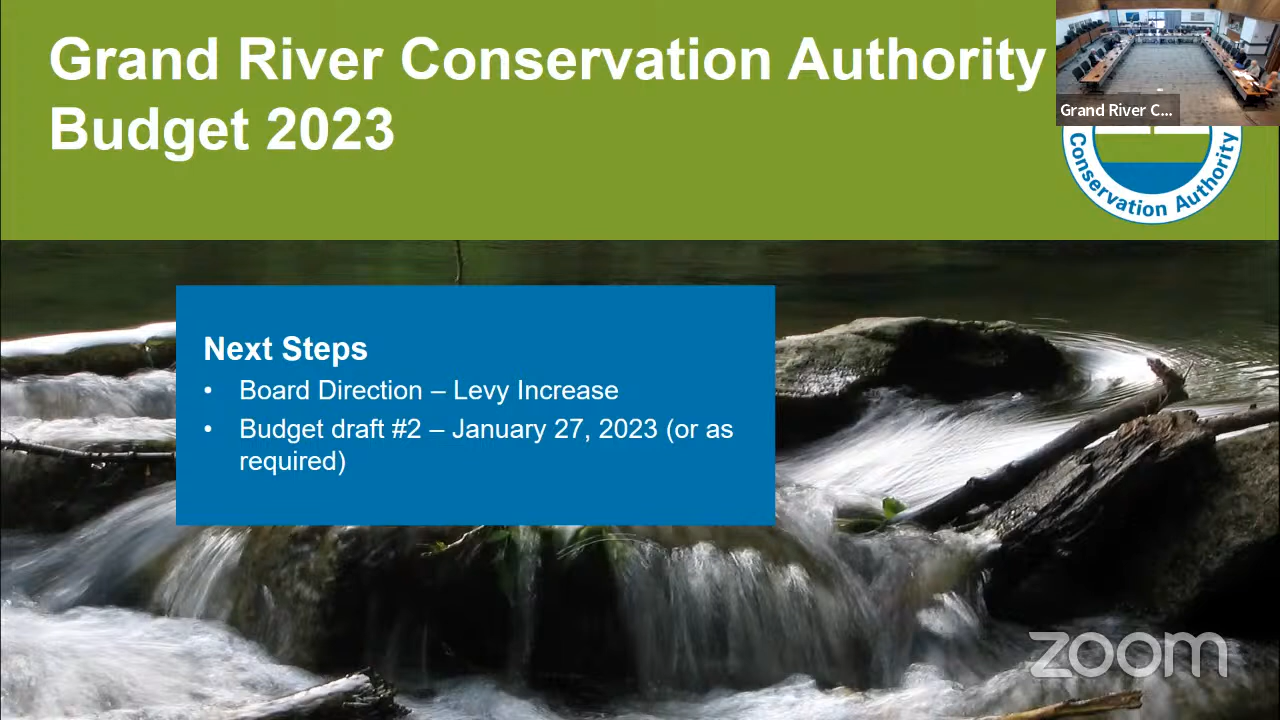 Grand River Conservation Authority
Budget 2023
Grand River C...
Conservation Authority
Next Steps
• Board Direction – Levy Increase
• Budget draft #2 – January 27, 2023 (or as
required)
zoom